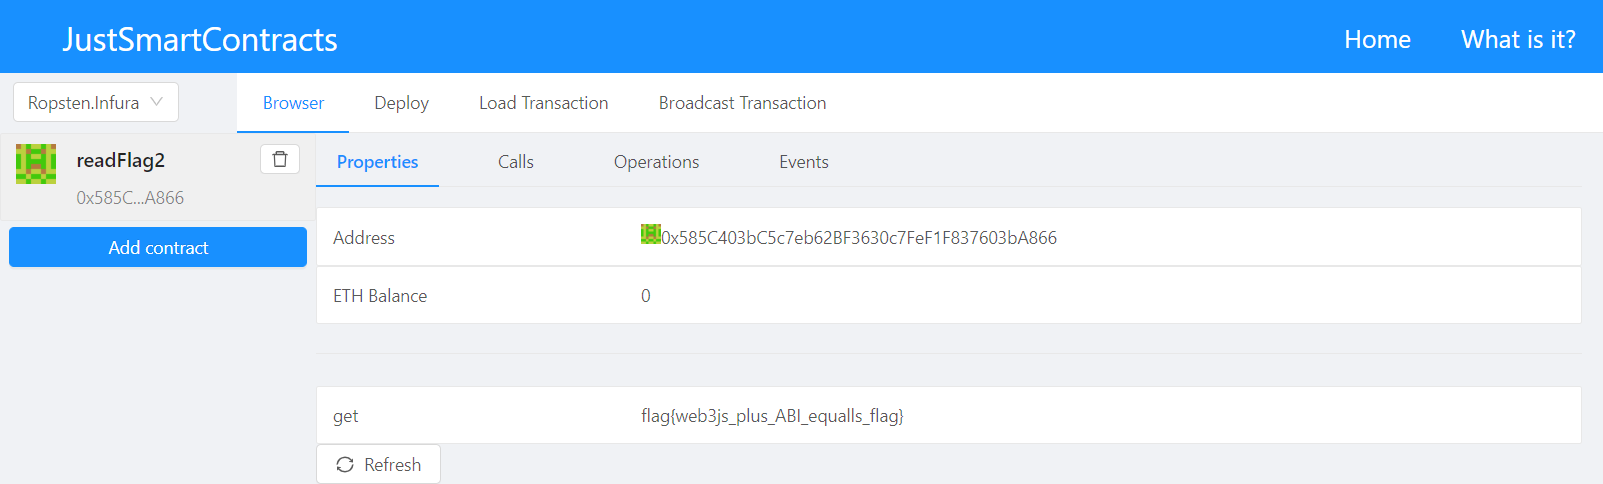 JustSmartContracts Home What is it?
Ropsten.Infura Browser Deploy Load Transaction Broadcast Transaction
readFlag2
0x585C...A866
Add contract
Properties Calls Operations Events
Address 0x585C403bC5c7eb62BF3630c7FeF1F837603bA866
ETH Balance 0
get flag{web3js_plus_ABI_equalls_flag}
Refresh